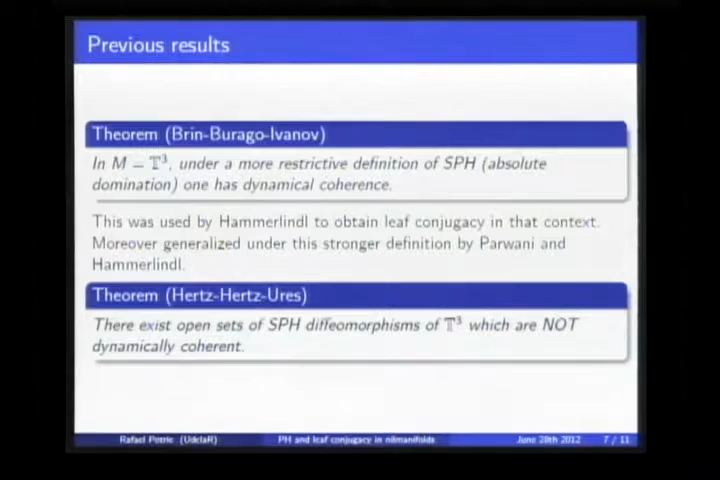 Previous results
Theorem (Brin-Burago-Ivanov)
In M = 𝕋³, under a more restrictive definition of SPH (absolute
domination) one has dynamical coherence.
This was used by Hammerlindl to obtain leaf conjugacy in that context.
Moreover generalized under this stronger definition by Parwani and
Hammerlindl.
Theorem (Hertz-Hertz-Ures)
There exist open sets of SPH diffeomorphisms of 𝕋³ which are NOT
dynamically coherent.
Rafael Potrie (UdelaR) PH and leaf conjugacy in nilmanifolds June 28th 2012 7 / 11